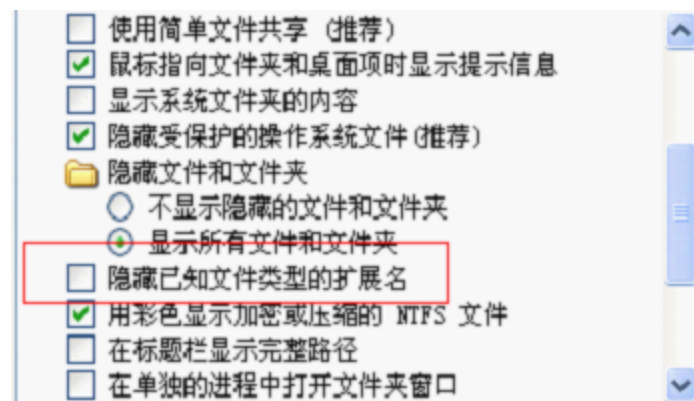 使用简单文件共享 (推荐)
鼠标指向文件夹和桌面项时显示提示信息
显示系统文件夹的内容
隐藏受保护的操作系统文件(推荐)
隐藏文件和文件夹
不显示隐藏的文件和文件夹
显示所有文件和文件夹
隐藏已知文件类型的扩展名
用彩色显示加密或压缩的 NTFS 文件
在标题栏显示完整路径
在单独的进程中打开文件夹窗口